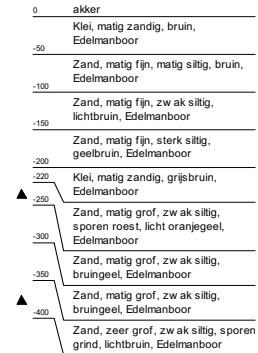 0 akker
Klei, matig zandig, bruin,
Edelmanboor
-50
Zand, matig fijn, matig siltig, bruin,
Edelmanboor
-100
Zand, matig fijn, zw ak siltig,
lichtbruin, Edelmanboor
-150
Zand, matig fijn, sterk siltig,
geelbruin, Edelmanboor
-200
Klei, matig zandig, grijsbruin,
-220
Edelmanboor
-250
Zand, matig grof, zw ak siltig,
sporen roest, licht oranjegeel,
Edelmanboor
-300
Zand, matig grof, zw ak siltig,
bruingeel, Edelmanboor
-350
Zand, matig grof, zw ak siltig,
bruingeel, Edelmanboor
-400
Zand, zeer grof, zw ak siltig, sporen
grind, lichtbruin, Edelmanboor